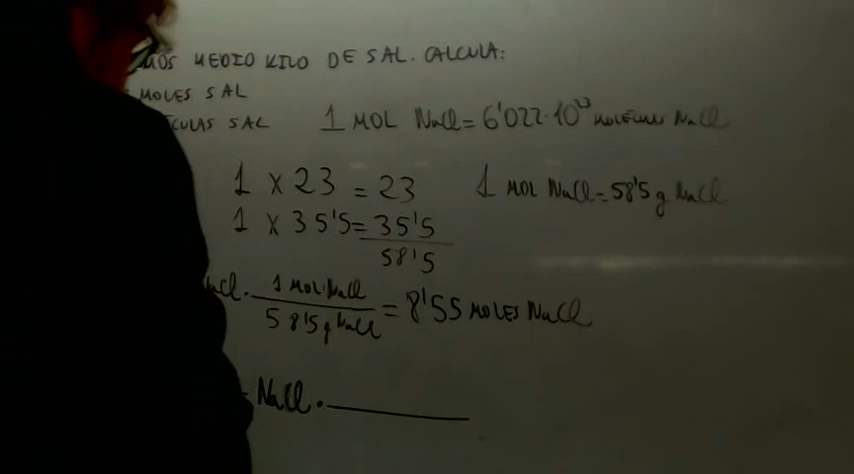 MOS MEDIO KILO DE SAL. CALCULA:
MOLES SAL
CULAS SAL
1 MOL NaCl = 6'022·10²³ MOLÉCULAS NaCl
1 x 23 = 23
1 x 35'5 = 35'5
58'5
1 MOL NaCl = 58'5 g NaCl
aCl · 1 MOL NaCl / 58'5 g NaCl = 8'55 MOLES NaCl
NaCl ·